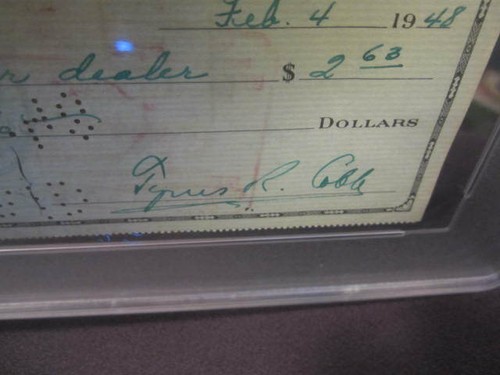 Feb. 4 1948
r dealer $ 2 63
DOLLARS
Tyrus R. Cobb